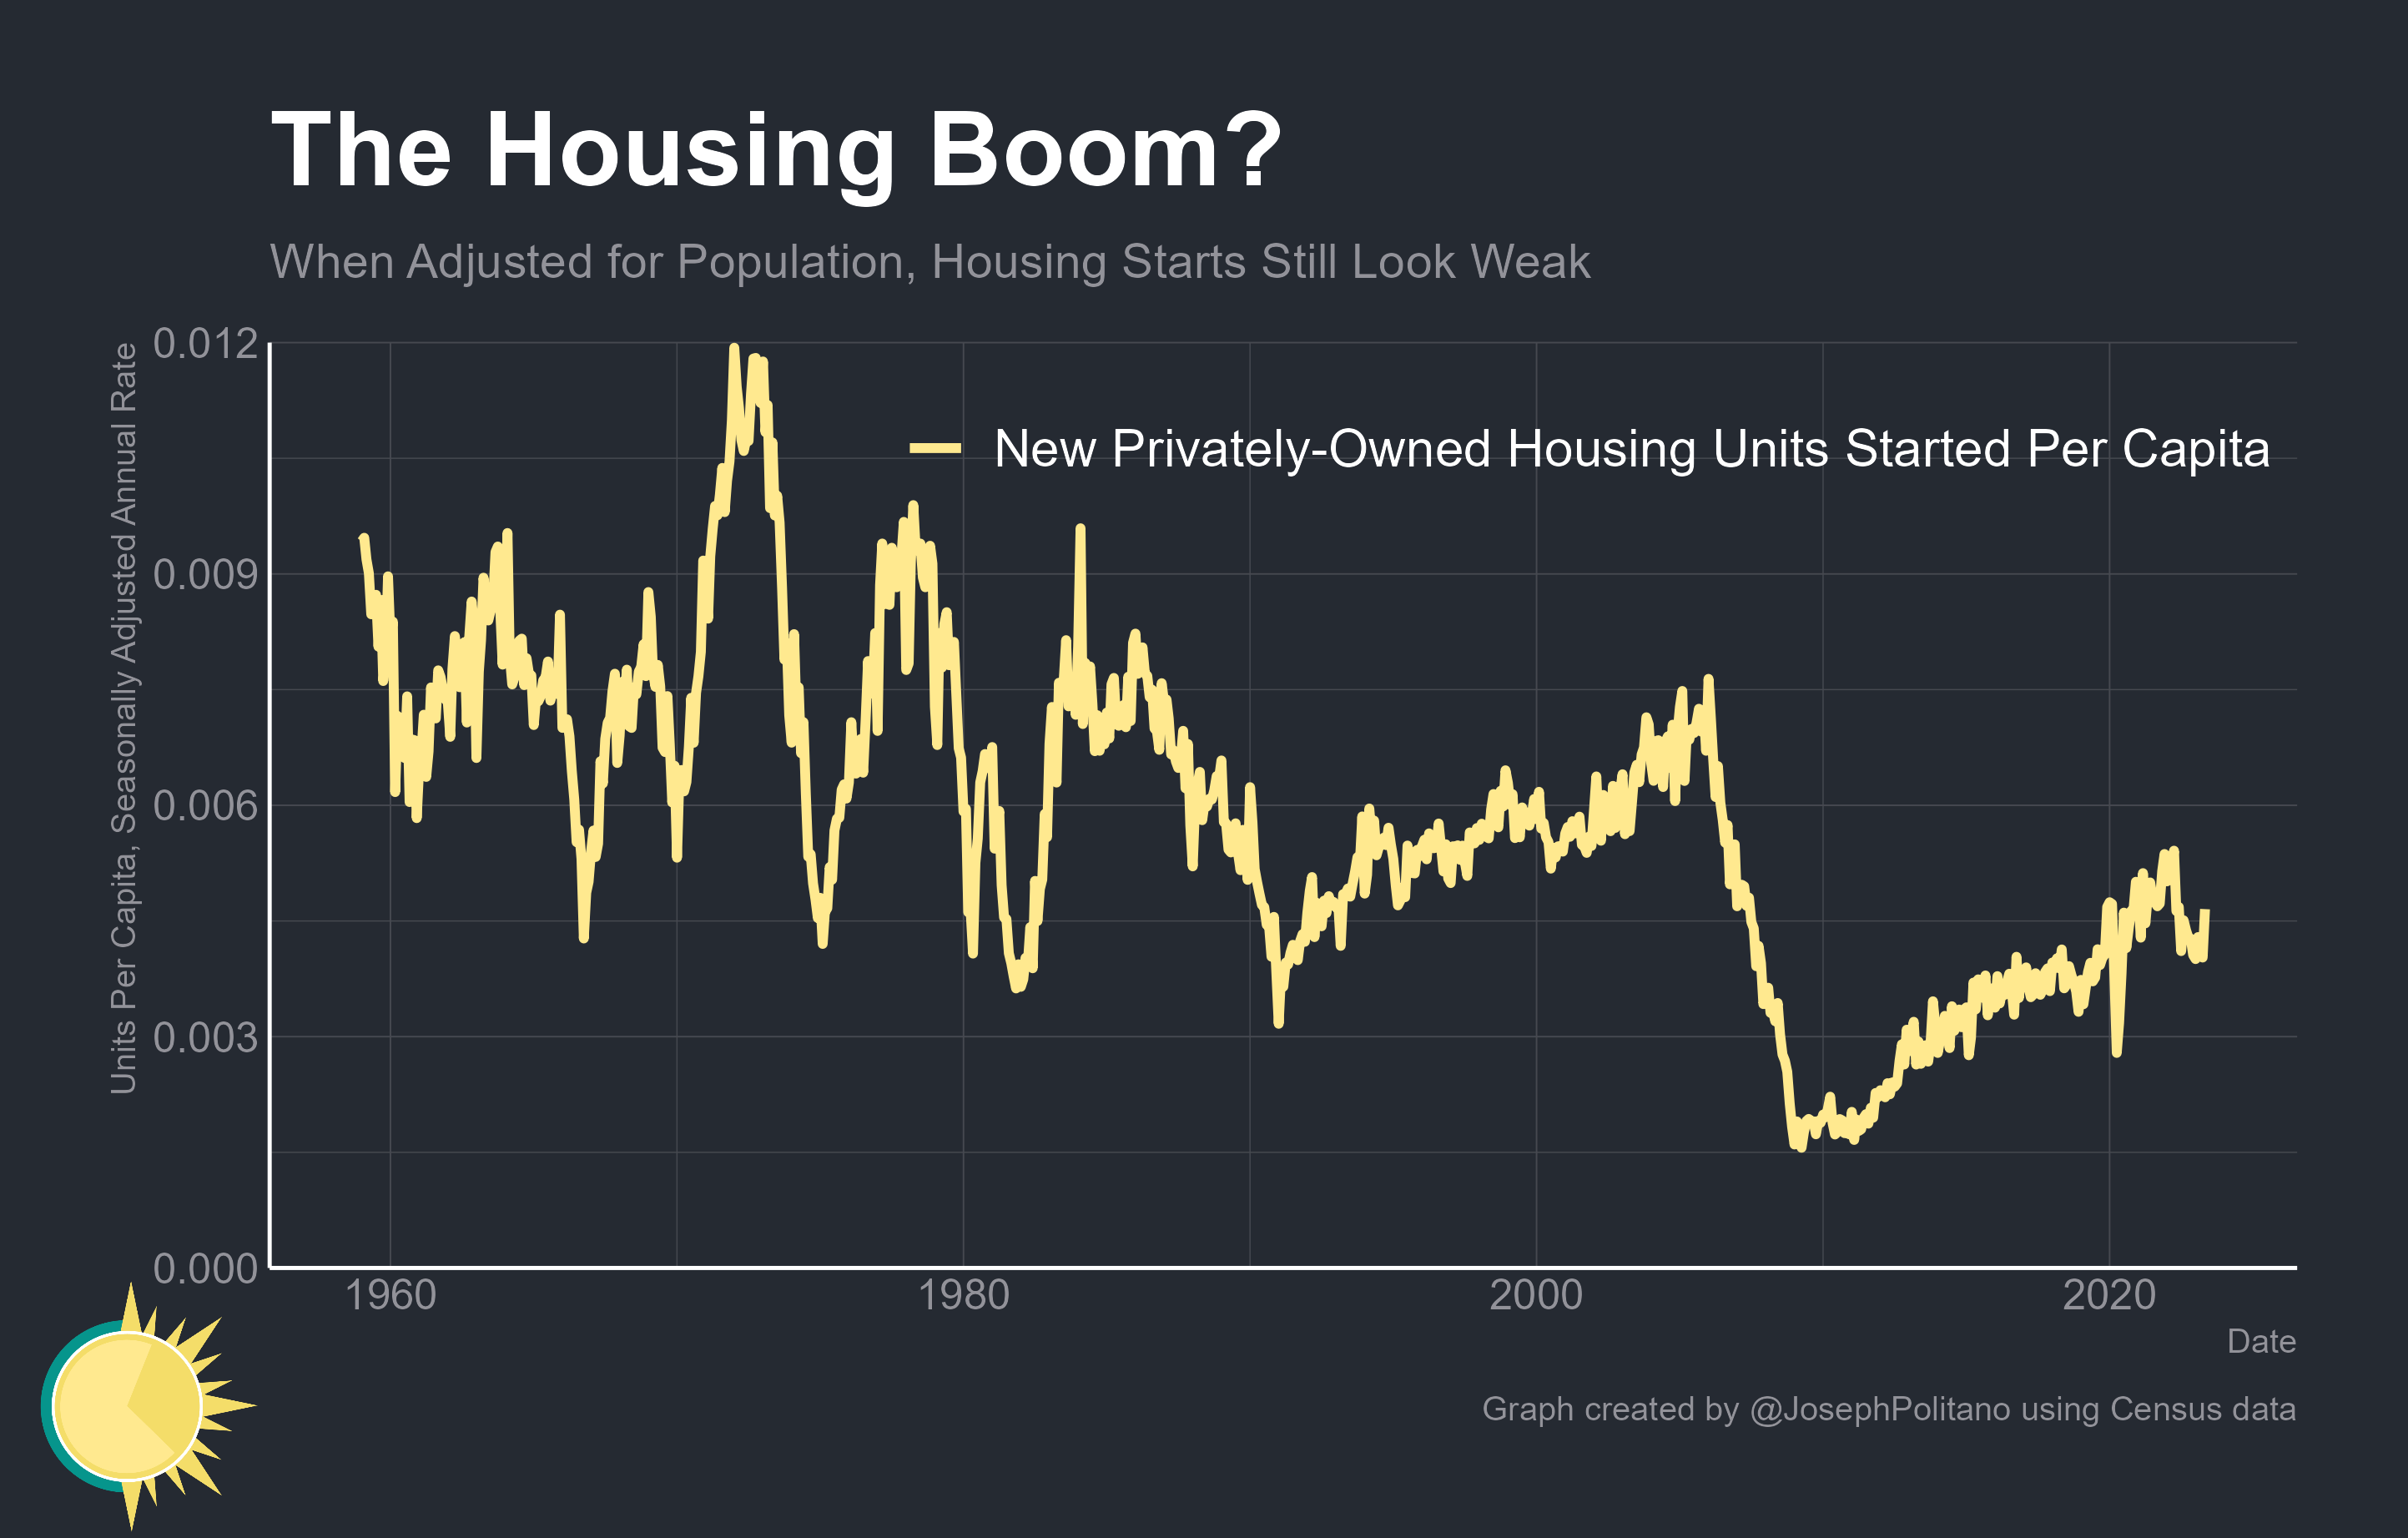 The Housing Boom?
When Adjusted for Population, Housing Starts Still Look Weak
Units Per Capita, Seasonally Adjusted Annual Rate
0.012
0.009
0.006
0.003
0.000
New Privately-Owned Housing Units Started Per Capita
1960
1980
2000
2020
Date
Graph created by @JosephPolitano using Census data